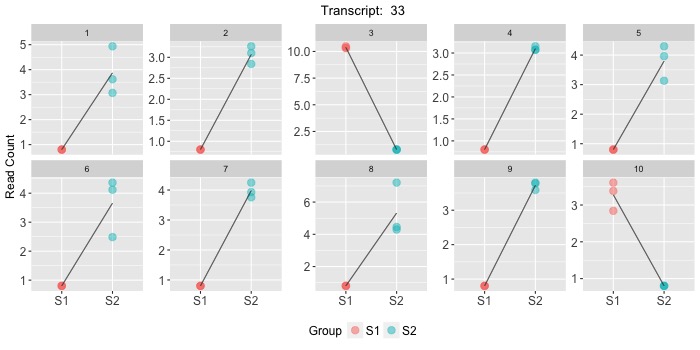 Transcript: 33
1 2 3 4 5
5 4 3 2 1
3.0 2.5 2.0 1.5 1.0
10.0 7.5 5.0 2.5
3.0 2.5 2.0 1.5 1.0
4 3 2 1
Read Count
6 7 8 9 10
4 3 2 1
4 3 2 1
6 4 2
3 2 1
3 2 1
S1 S2 S1 S2 S1 S2 S1 S2 S1 S2
Group S1 S2